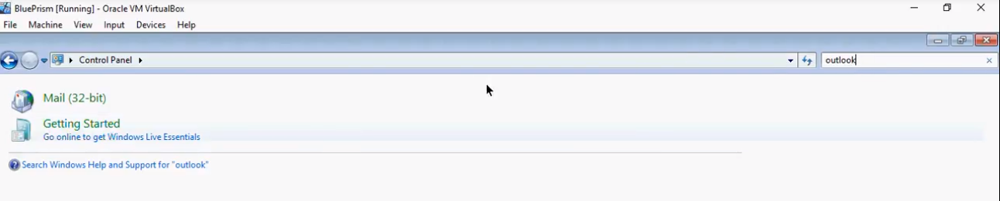 BluePrism [Running] - Oracle VM VirtualBox
File Machine View Input Devices Help
Control Panel
outlook
Mail (32-bit)
Getting Started
Go online to get Windows Live Essentials
Search Windows Help and Support for "outlook"